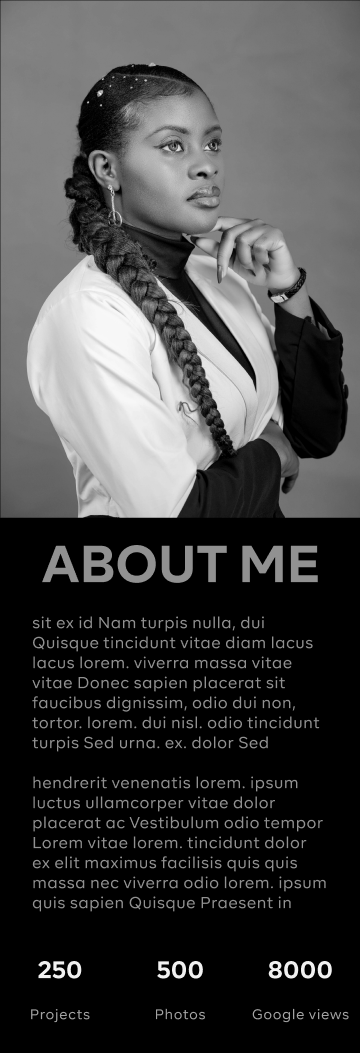 ABOUT ME
sit ex id Nam turpis nulla, dui
Quisque tincidunt vitae diam lacus
lacus lorem. viverra massa vitae
vitae Donec sapien placerat sit
faucibus dignissim, odio dui non,
tortor. lorem. dui nisl. odio tincidunt
turpis Sed urna. ex. dolor Sed
hendrerit venenatis lorem. ipsum
luctus ullamcorper vitae dolor
placerat ac Vestibulum odio tempor
Lorem vitae lorem. tincidunt dolor
ex elit maximus facilisis quis quis
massa nec viverra odio lorem. ipsum
quis sapien Quisque Praesent in
250 500 8000
Projects Photos Google views